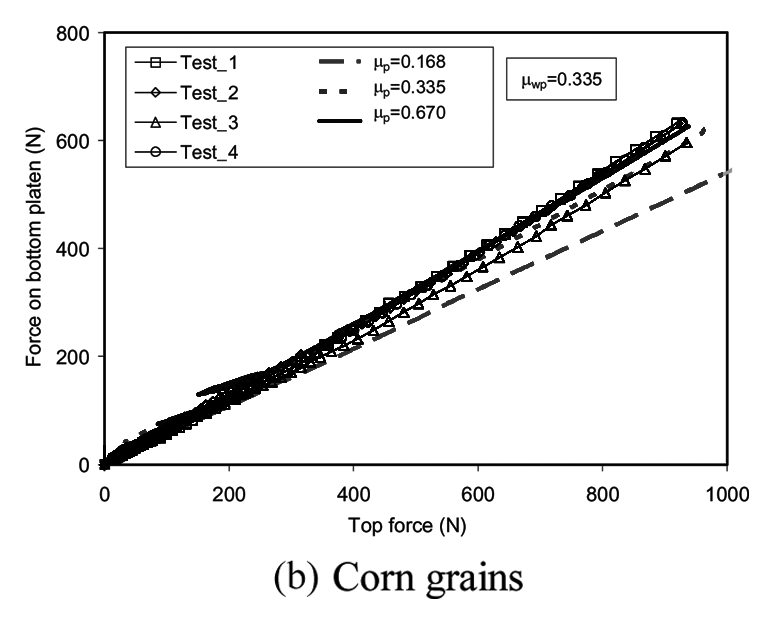 800
600
400
200
0
Force on bottom platen (N)
Test_1
Test_2
Test_3
Test_4
μp=0.168
μp=0.335
μp=0.670
μwp=0.335
0 200 400 600 800 1000
Top force (N)
(b) Corn grains